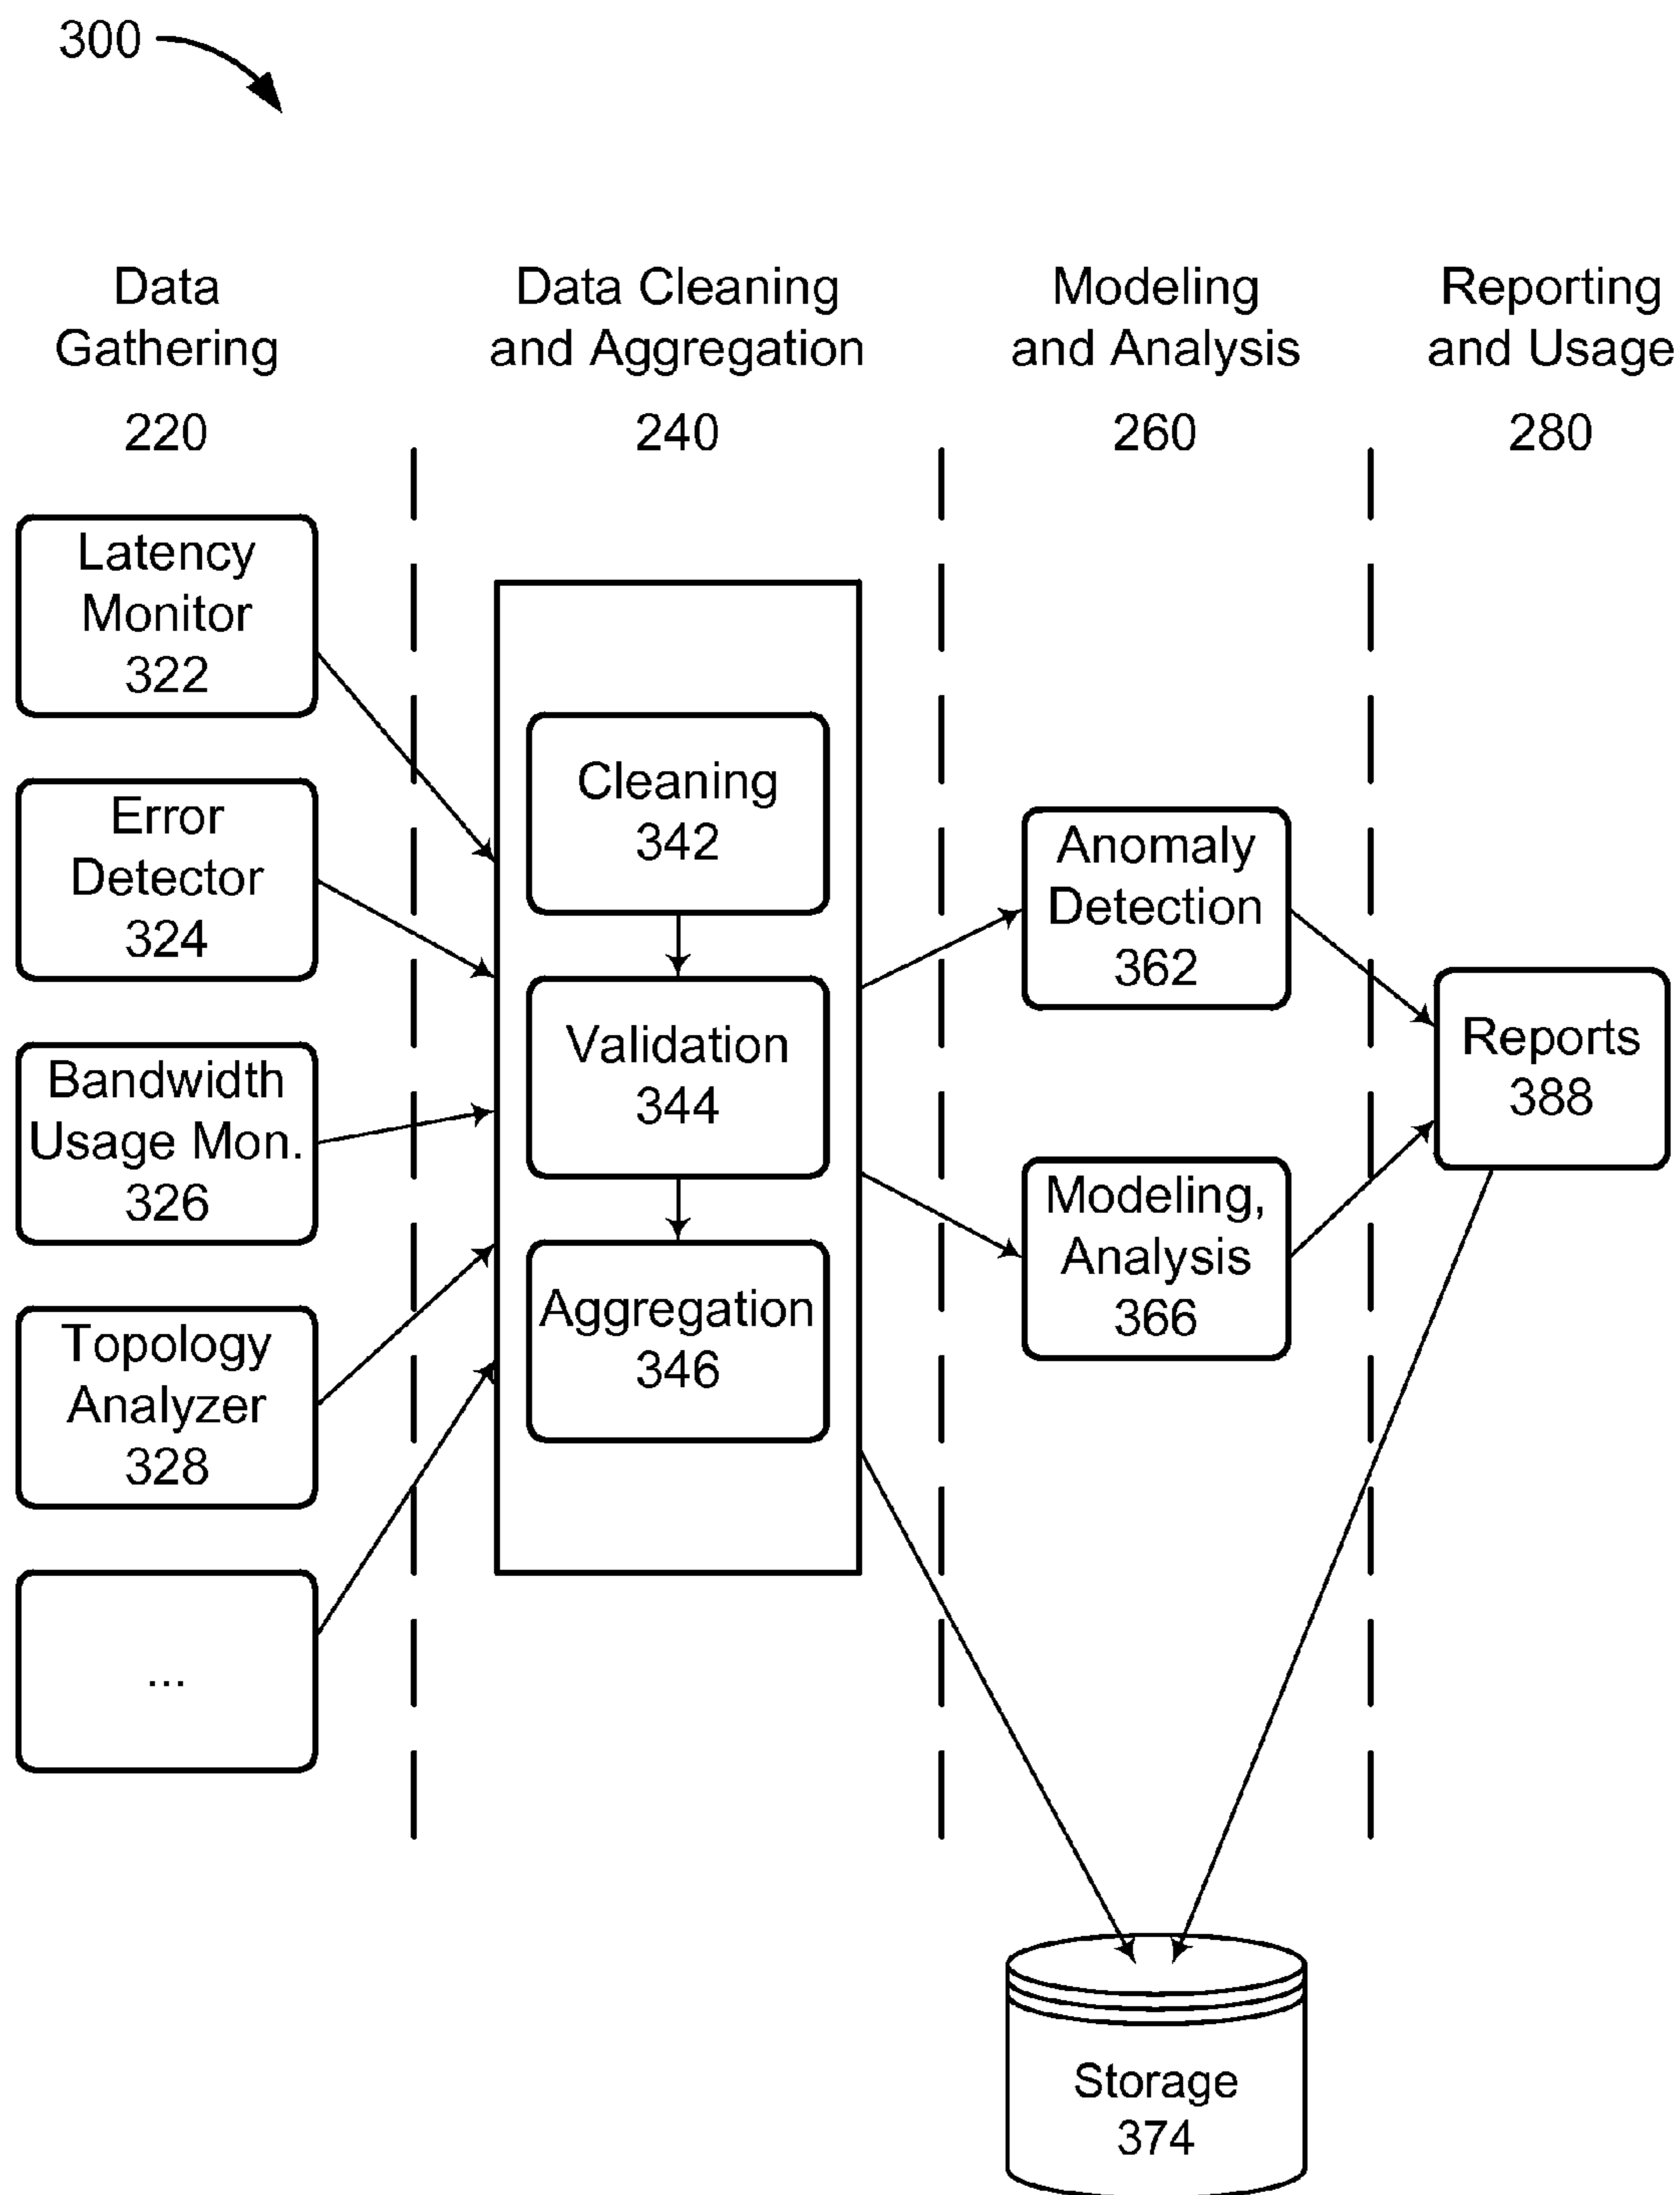 300
Data
Gathering
220
Data Cleaning
and Aggregation
240
Modeling
and Analysis
260
Reporting
and Usage
280
Latency
Monitor
322
Error
Detector
324
Bandwidth
Usage Mon.
326
Topology
Analyzer
328
...
Cleaning
342
Validation
344
Aggregation
346
Anomaly
Detection
362
Modeling,
Analysis
366
Reports
388
Storage
374